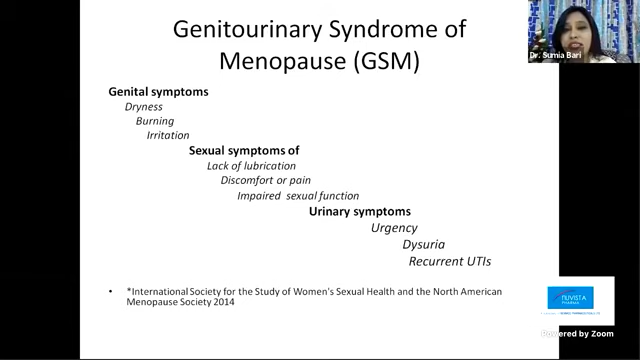 Genitourinary Syndrome of
Menopause (GSM)
Dr. Sumia Bari
Genital symptoms
Dryness
Burning
Irritation
Sexual symptoms of
Lack of lubrication
Discomfort or pain
Impaired sexual function
Urinary symptoms
Urgency
Dysuria
Recurrent UTIs
• *International Society for the Study of Women's Sexual Health and the North American
Menopause Society 2014
NUVISTA
PHARMA
Powered by Zoom